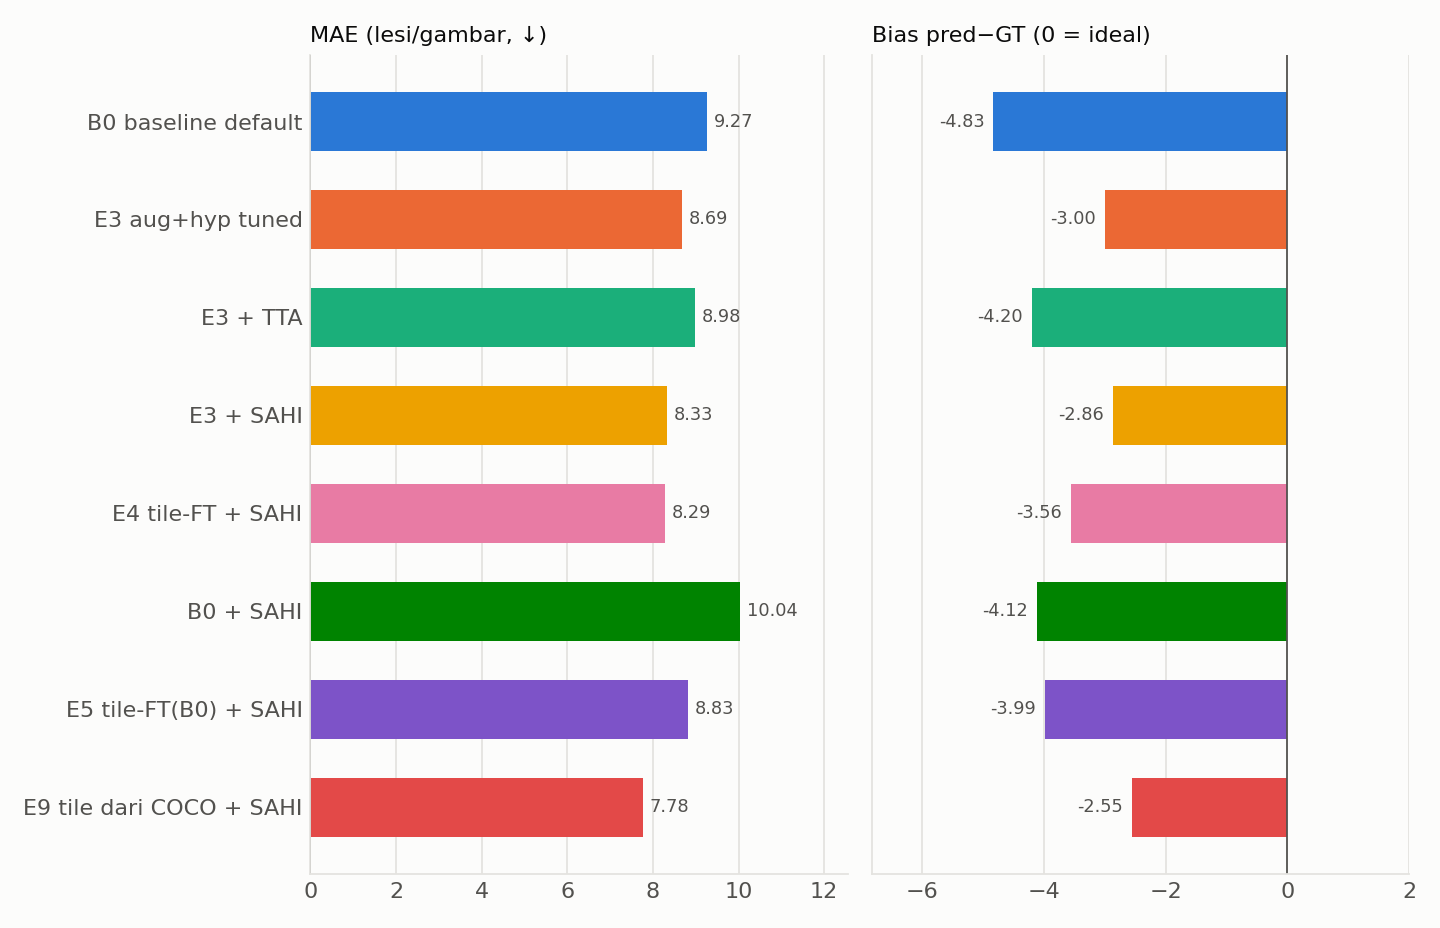 MAE (lesi/gambar, ↓)
Bias pred−GT (0 = ideal)
B0 baseline default
9.27
-4.83
E3 aug+hyp tuned
8.69
-3.00
E3 + TTA
8.98
-4.20
E3 + SAHI
8.33
-2.86
E4 tile-FT + SAHI
8.29
-3.56
B0 + SAHI
10.04
-4.12
E5 tile-FT(B0) + SAHI
8.83
-3.99
E9 tile dari COCO + SAHI
7.78
-2.55
0 2 4 6 8 10 12
−6 −4 −2 0 2